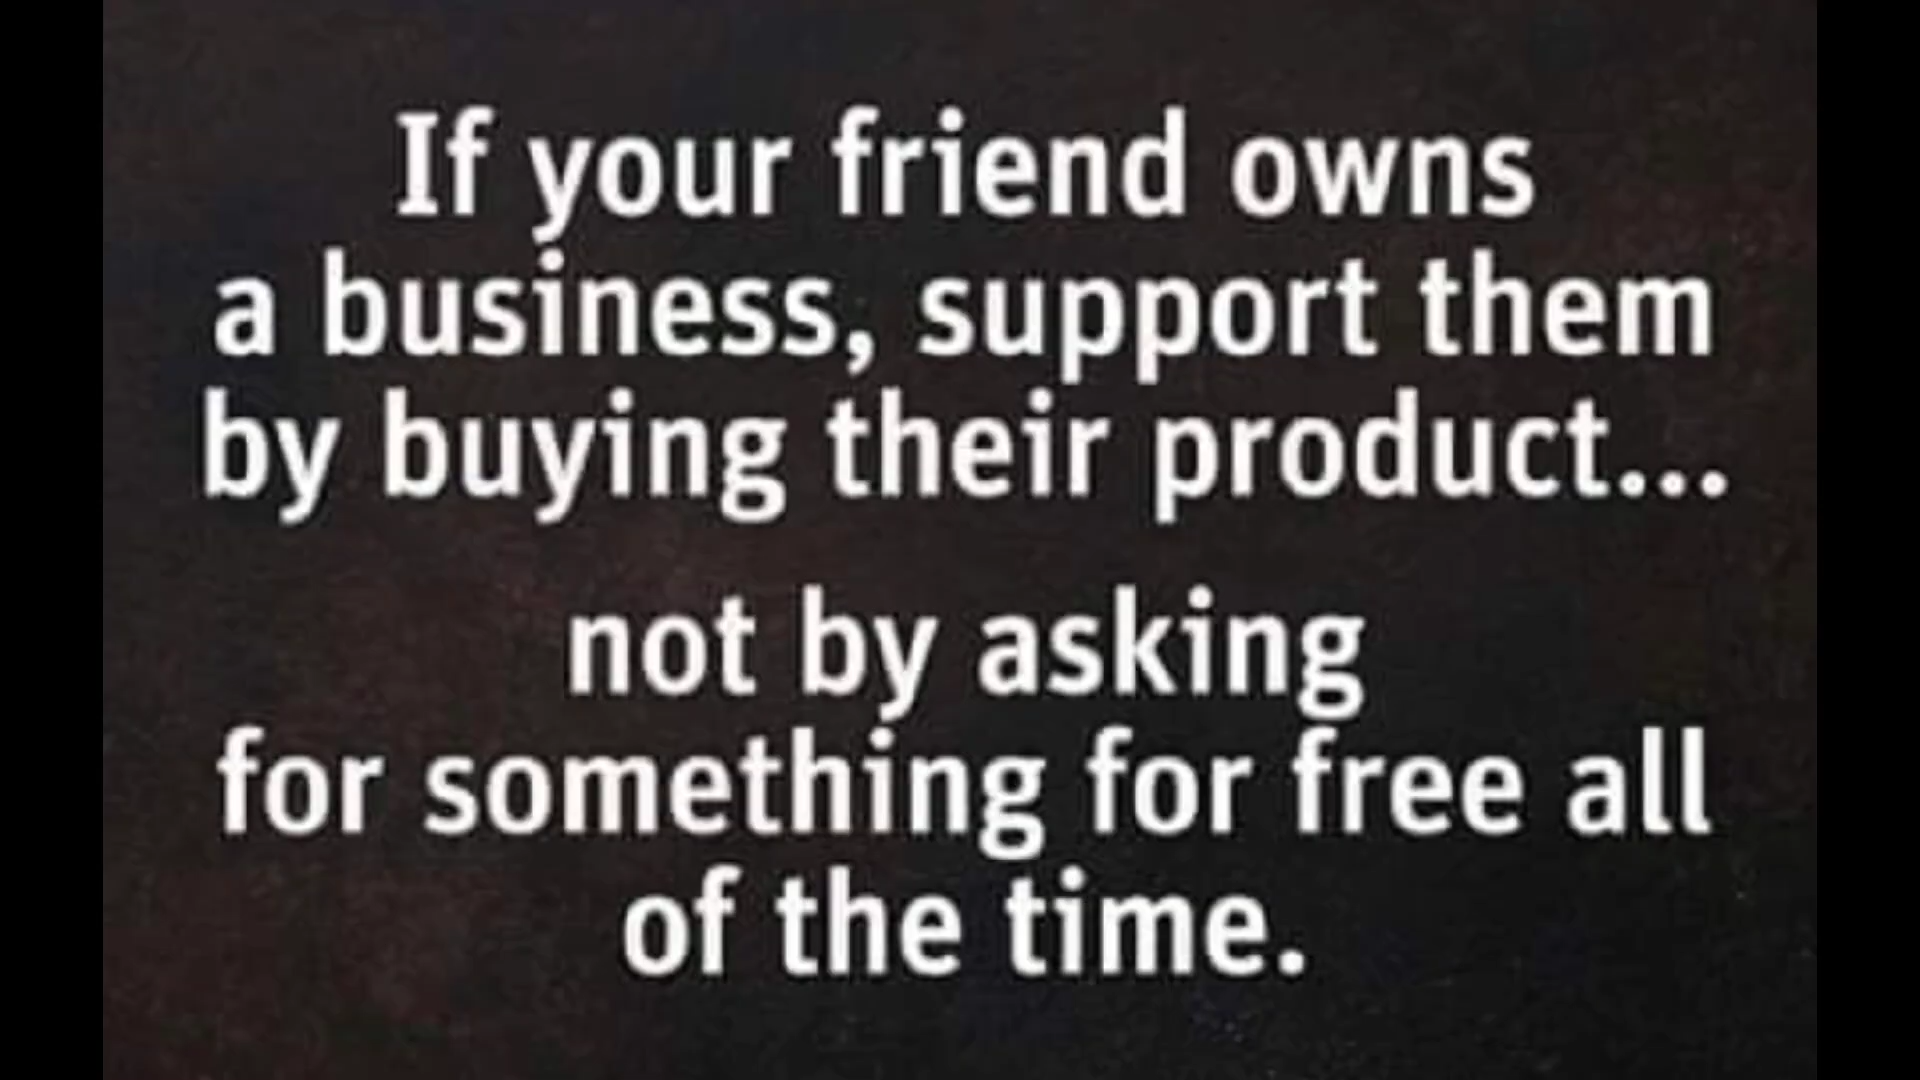 If your friend owns
a business, support them
by buying their product...
not by asking
for something for free all
of the time.